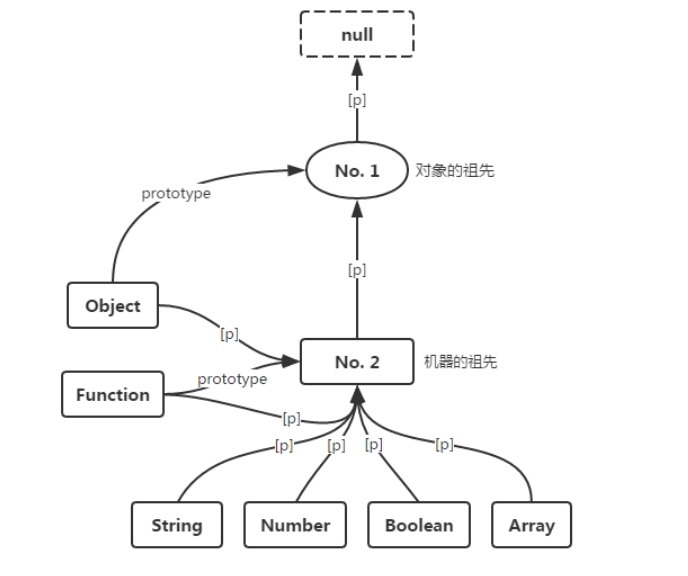 null
[p]
No. 1
对象的祖先
prototype
[p]
Object
[p]
No. 2
机器的祖先
prototype
Function
[p]
[p]
[p]
[p]
[p]
String
Number
Boolean
Array